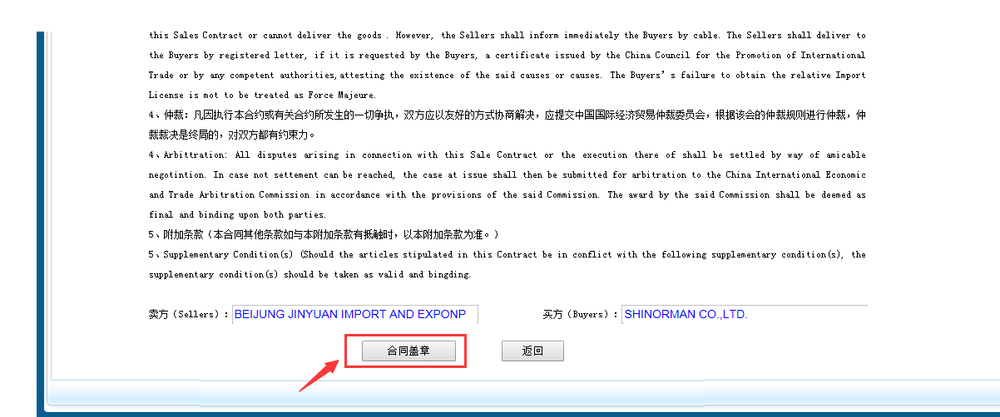 this Sales Contract or cannot deliver the goods . However, the Sellers shall inform immediately the Buyers by cable. The Sellers shall deliver to
the Buyers by registered letter, if it is requested by the Buyers, a certificate issued by the China Council for the Promotion of International
Trade or by any competent authorities,attesting the existence of the said causes or causes. The Buyers’s failure to obtain the relative Import
License is mot to be treated as Force Majeure.
4、仲裁：凡因执行本合约或有关合约所发生的一切争执，双方应以友好的方式协商解决，应提交中国国际经济贸易仲裁委员会，根据该会的仲裁规则进行仲裁，仲
裁裁决是终局的，对双方都有约束力。
4、Arbittration: All disputes arising in connection with this Sale Contract or the execution there of shall be settled by way of amicable
negotintion. In case not settement can be reached, the case at issue shall then be submitted for arbitration to the China International Economic
and Trade Arbitration Commission in accordance with the provisions of the said Commission. The award by the said Commission shall be deemed as
final and binding upon both parties.
5、附加条款（本合同其他条款如与本附加条款有抵触时，以本附加条款为准。）
5、Supplementary Condition(s) (Should the articles stipulated in this Contract be in conflict with the following supplementary condition(s), the
supplementary condition(s) should be taken as valid and bingding.
卖方（Sellers）：BEIJUNG JINYUAN IMPORT AND EXPONP 买方（Buyers）：SHINORMAN CO.,LTD.
合同盖章 返回